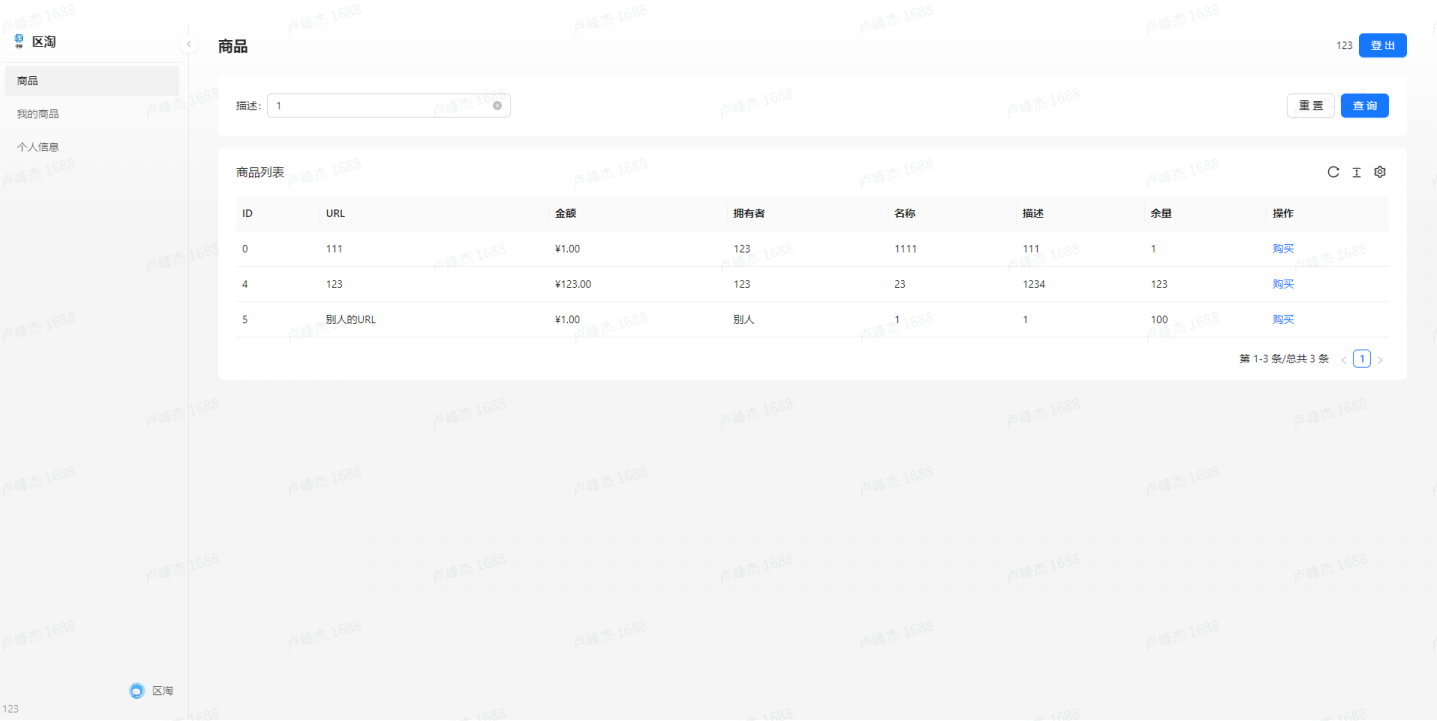 区淘
商品
我的商品
个人信息
商品
123 登出
描述: 1
重置 查询
商品列表
ID URL 金额 拥有者 名称 描述 余量 操作
0 111 ¥1.00 123 1111 111 1 购买
4 123 ¥123.00 123 23 1234 123 购买
5 别人的URL ¥1.00 别人 1 1 100 购买
第 1-3 条/总共 3 条 1
区淘
123
卢峰杰 1688